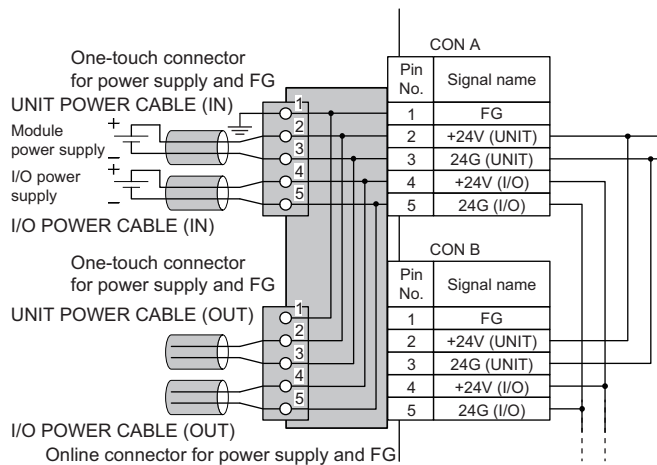 CON A
One-touch connector
for power supply and FG
UNIT POWER CABLE (IN)
Module
power supply
+
–
I/O power
supply
+
–
I/O POWER CABLE (IN)
1
2
3
4
5
Pin
No.
Signal name
1 FG
2 +24V (UNIT)
3 24G (UNIT)
4 +24V (I/O)
5 24G (I/O)
CON B
One-touch connector
for power supply and FG
UNIT POWER CABLE (OUT)
1
2
3
4
5
Pin
No.
Signal name
1 FG
2 +24V (UNIT)
3 24G (UNIT)
4 +24V (I/O)
5 24G (I/O)
I/O POWER CABLE (OUT)
Online connector for power supply and FG